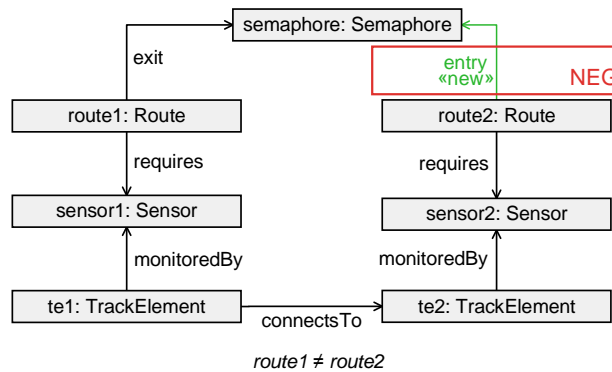 semaphore: Semaphore
exit
entry
«new»
NEG
route1: Route
route2: Route
requires
requires
sensor1: Sensor
sensor2: Sensor
monitoredBy
monitoredBy
te1: TrackElement
te2: TrackElement
connectsTo
route1 ≠ route2